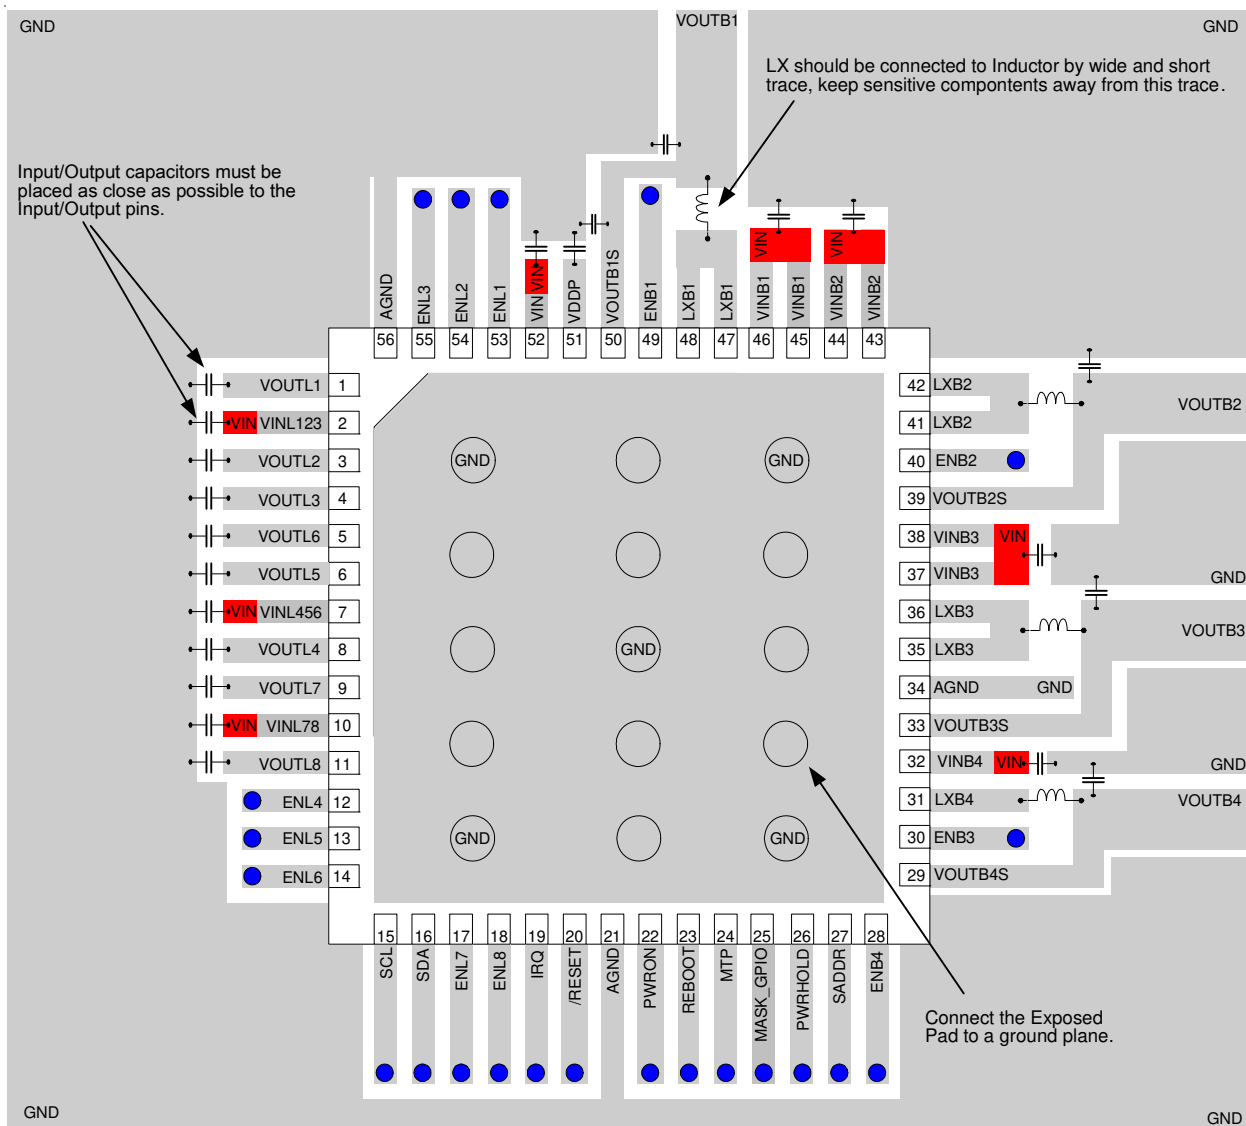 GND
VOUTB1
GND
LX should be connected to Inductor by wide and short
trace, keep sensitive compontents away from this trace.
Input/Output capacitors must be
placed as close as possible to the
Input/Output pins.
AGND
ENL3
ENL2
ENL1
VIN VIN
VDDP
VOUTB1S
ENB1
LXB1
LXB1
VINB1 VIN
VINB1
VINB2 VIN
VINB2
56 55 54 53 52 51 50 49 48 47 46 45 44 43
VOUTL1 1
VIN VINL123 2
VOUTL2 3
VOUTL3 4
VOUTL6 5
VOUTL5 6
VIN VINL456 7
VOUTL4 8
VOUTL7 9
VIN VINL78 10
VOUTL8 11
ENL4 12
ENL5 13
ENL6 14
GND GND
GND
GND GND
42 LXB2
VOUTB2
41 LXB2
40 ENB2
39 VOUTB2S
38 VINB3 VIN
37 VINB3
GND
36 LXB3
VOUTB3
35 LXB3
34 AGND GND
33 VOUTB3S
32 VINB4 VIN
GND
31 LXB4
VOUTB4
30 ENB3
29 VOUTB4S
15 16 17 18 19 20 21 22 23 24 25 26 27 28
SCL
SDA
ENL7
ENL8
IRQ
/RESET
AGND
PWRON
REBOOT
MTP
MASK_GPIO
PWRHOLD
SADDR
ENB4
Connect the Exposed
Pad to a ground plane.
GND
GND